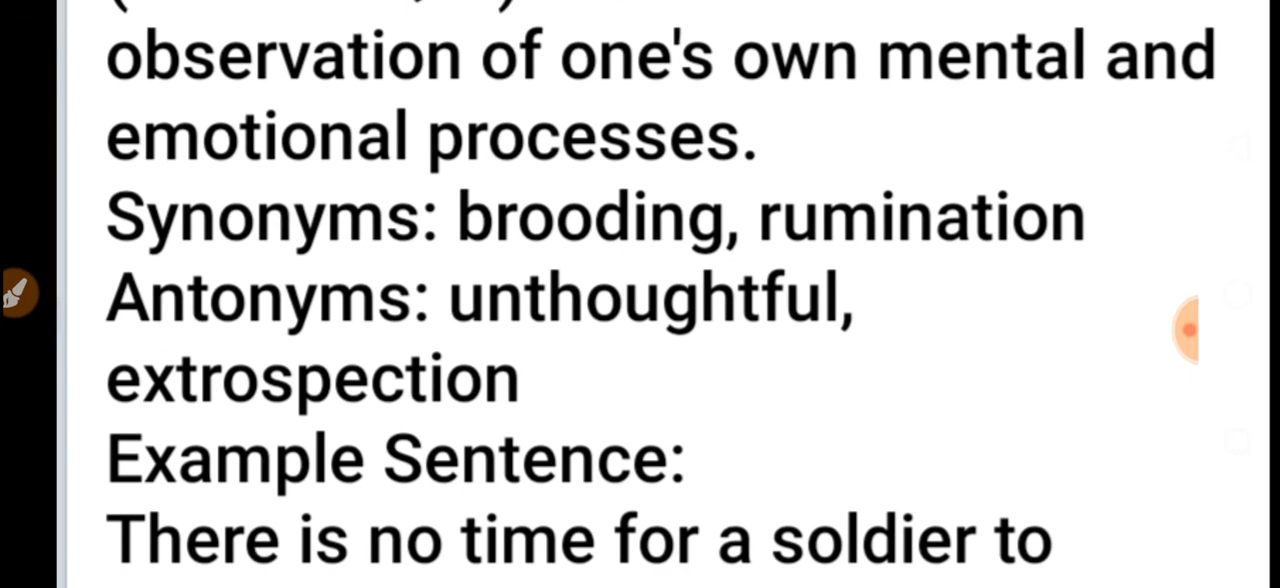 observation of one's own mental and
emotional processes.
Synonyms: brooding, rumination
Antonyms: unthoughtful,
extrospection
Example Sentence:
There is no time for a soldier to